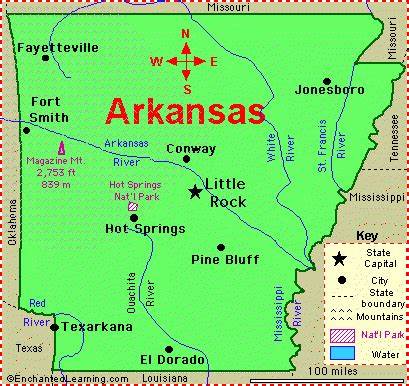 Missouri
Fayetteville
N
W E
S
Jonesboro
Fort
Smith
Arkansas
Tennessee
Arkansas
River
Conway
White
River
St. Francis
River
Magazine Mt.
2,753 ft
839 m
Hot Springs
Nat'l Park
Little
Rock
Mississippi
Oklahoma
Hot Springs
Pine Bluff
Ouachita
River
Mississippi
River
Key
State
Capital
City
State
boundary
Mountains
Nat'l Park
Water
Red
River
Texarkana
Texas
El Dorado
100 miles
©EnchantedLearning.com
Louisiana